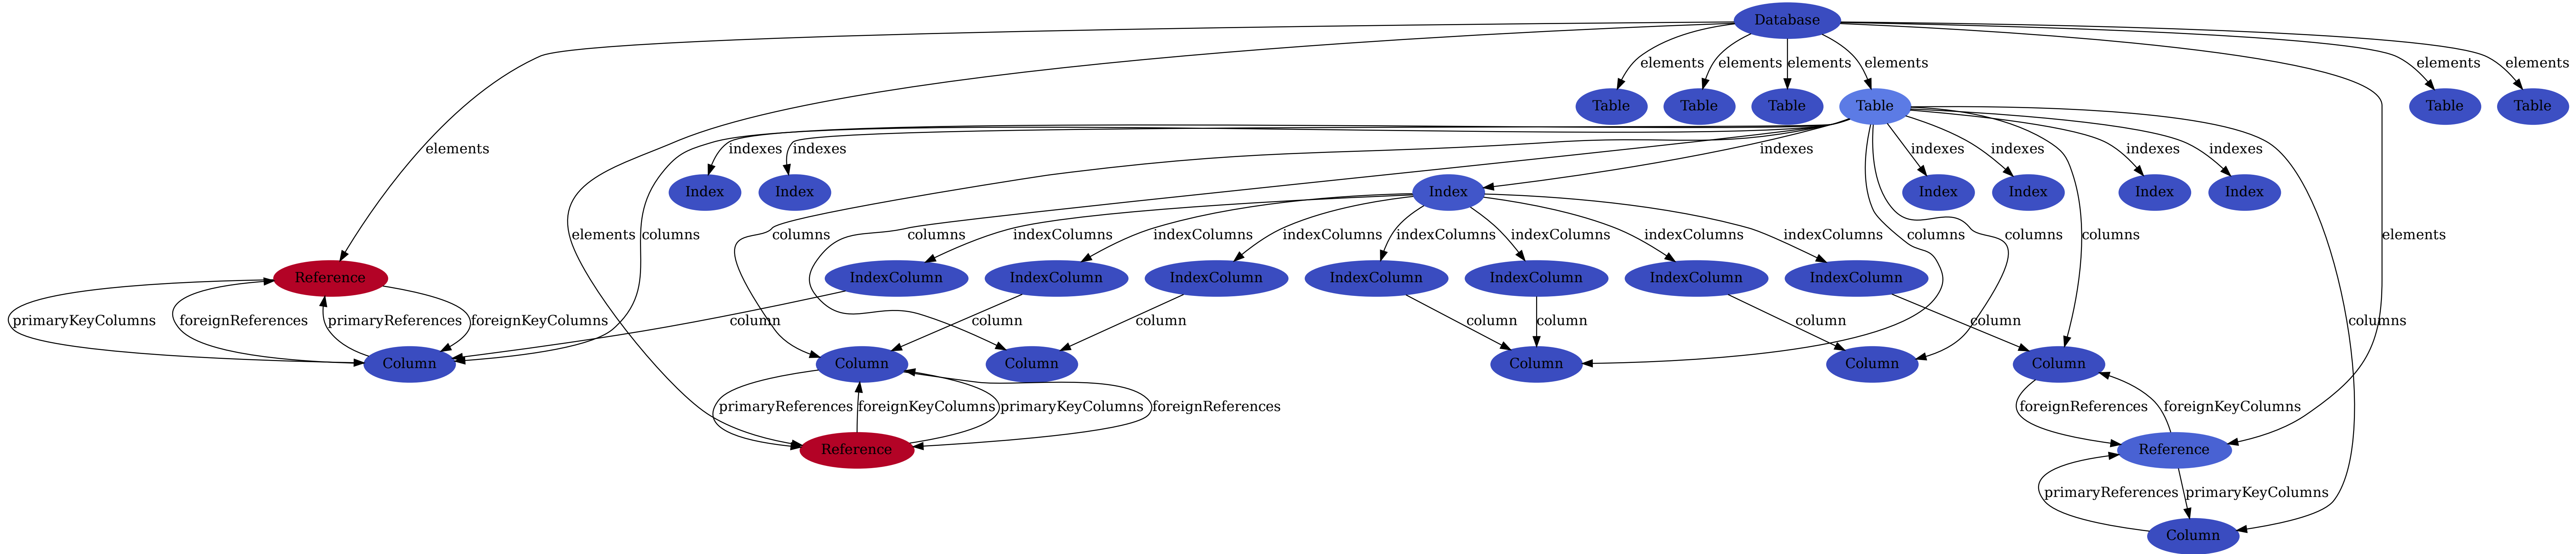 Database
elements elements elements elements elements elements
Table Table Table Table Table Table
elements indexes indexes indexes indexes indexes indexes indexes
Index Index Index Index Index Index Index
elements columns columns columns indexColumns indexColumns indexColumns indexColumns indexColumns indexColumns indexColumns columns columns columns elements
Reference IndexColumn IndexColumn IndexColumn IndexColumn IndexColumn IndexColumn IndexColumn
primaryKeyColumns foreignReferences primaryReferences foreignKeyColumns column column column column column column column columns
Column Column Column Column Column Column
primaryReferences foreignKeyColumns primaryKeyColumns foreignReferences foreignReferences foreignKeyColumns
Reference Reference
primaryReferences primaryKeyColumns
Column